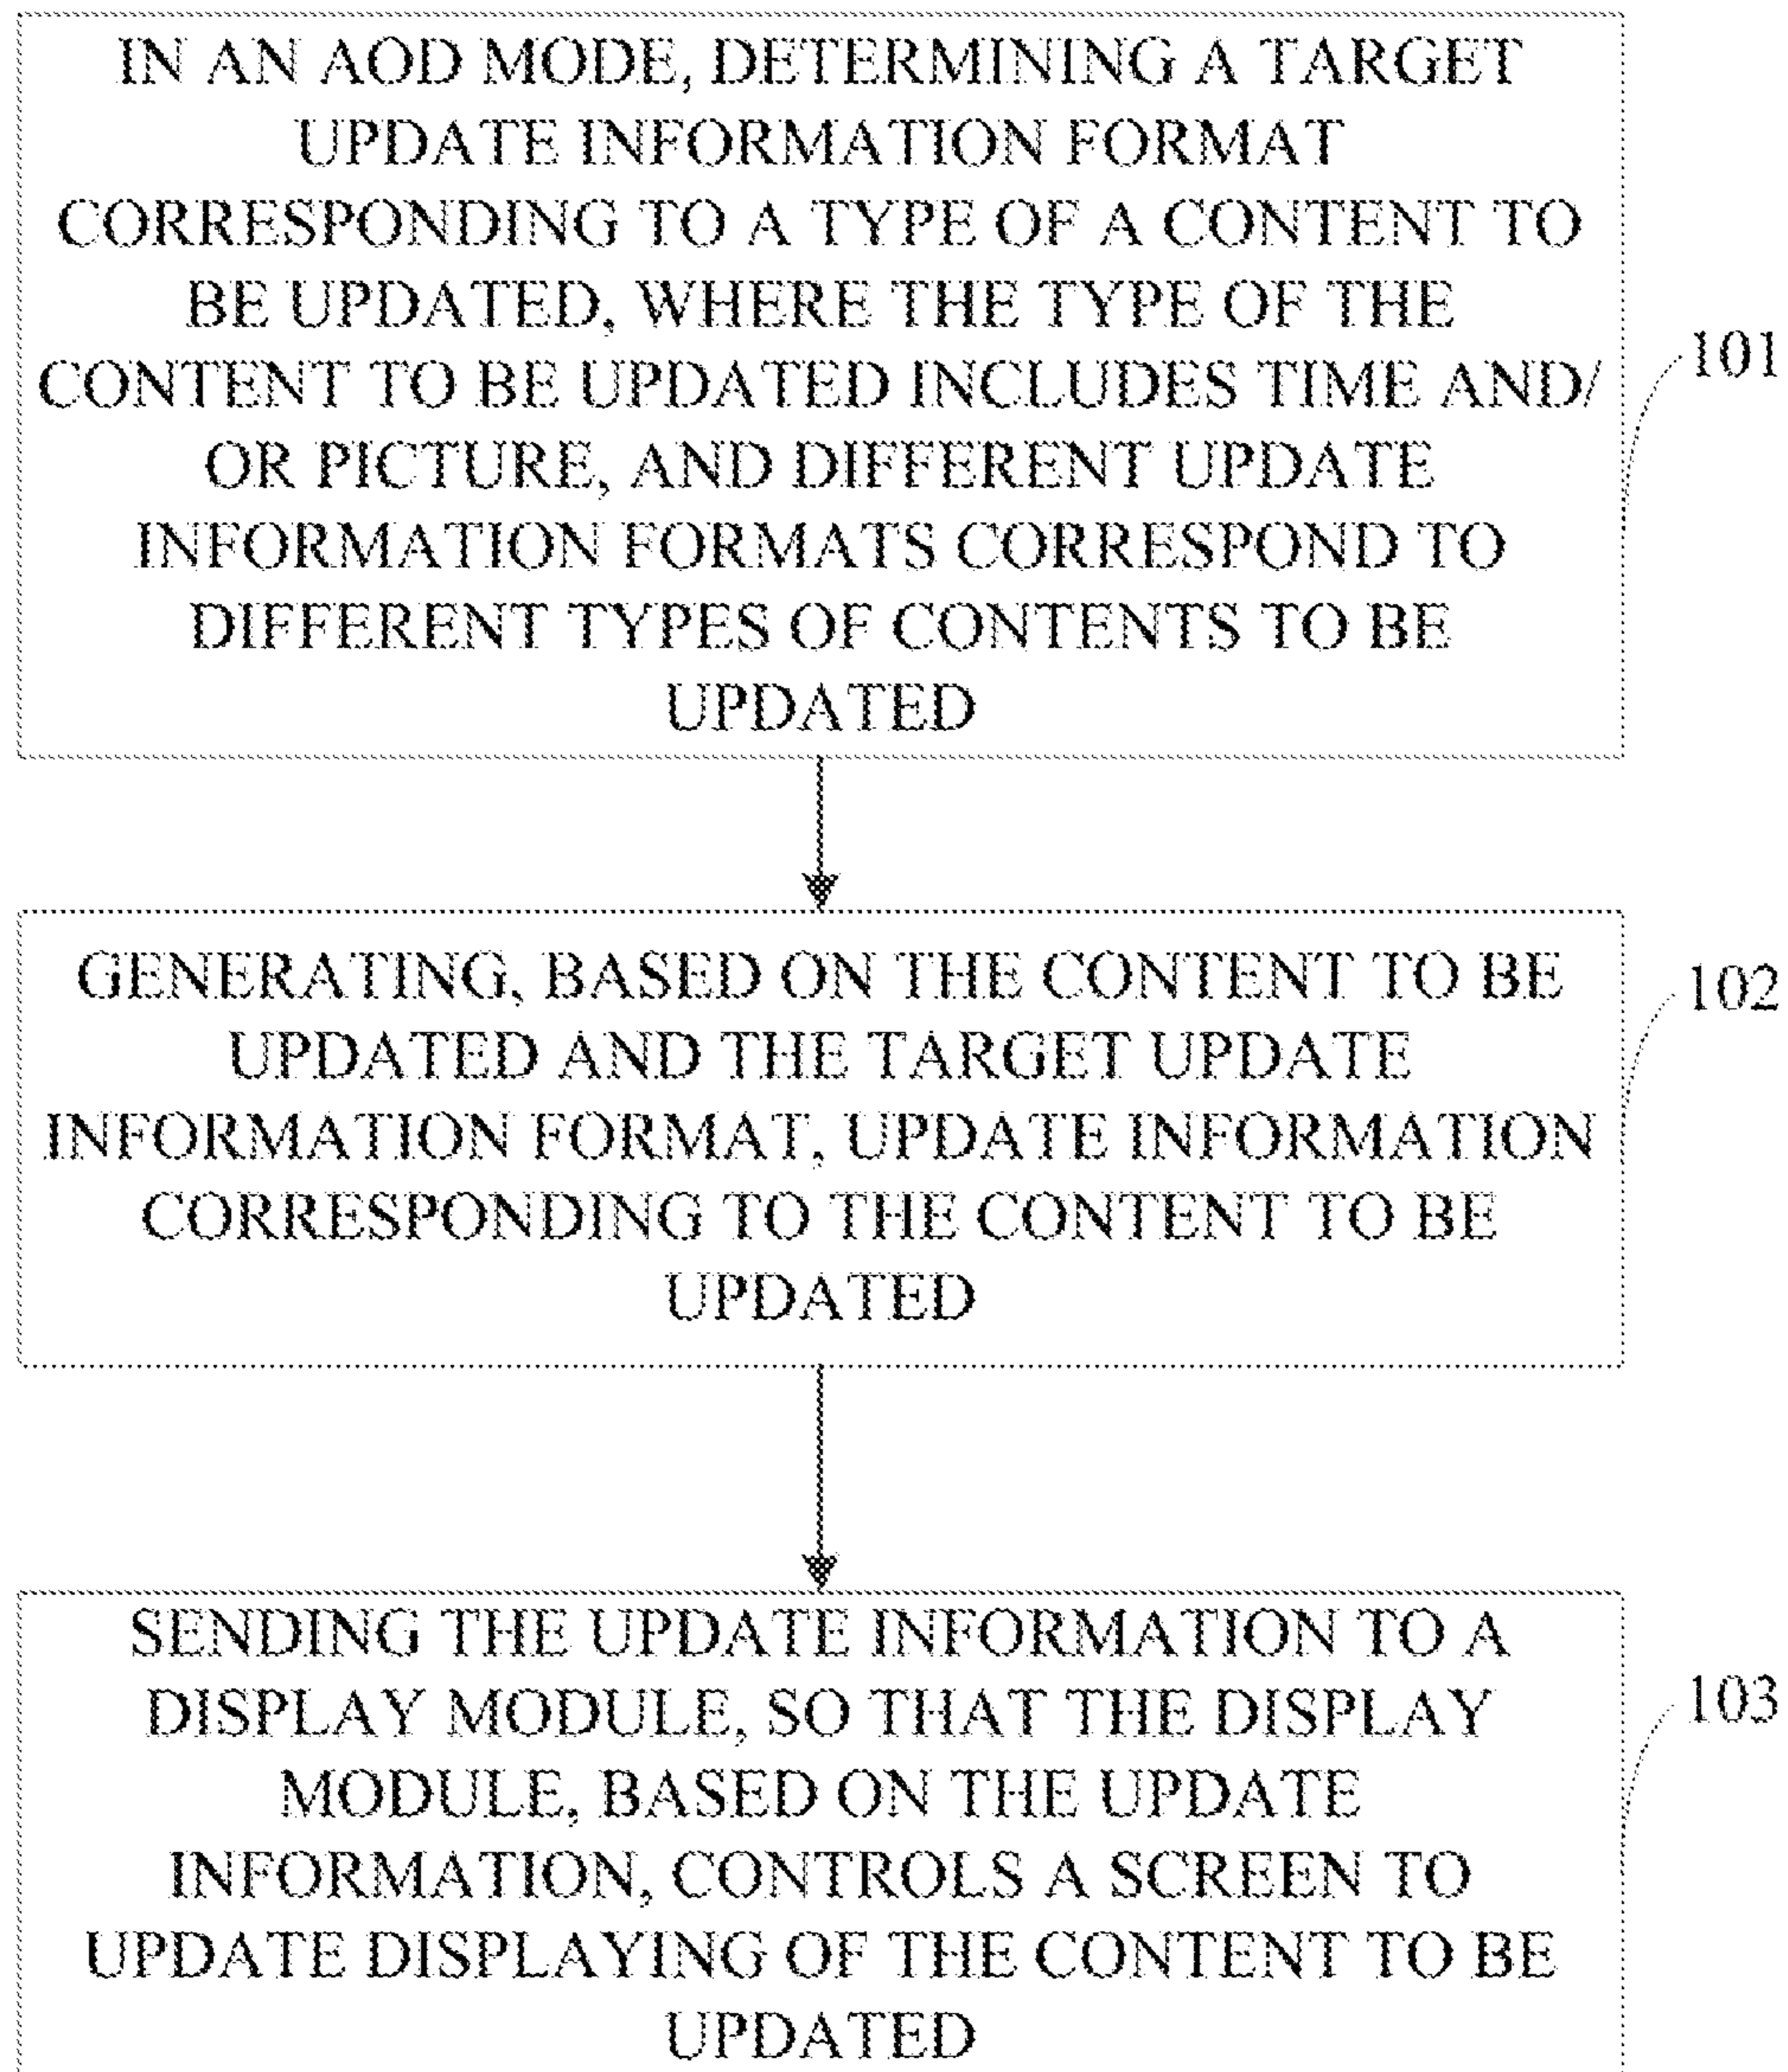 IN AN AOD MODE, DETERMINING A TARGET
UPDATE INFORMATION FORMAT
CORRESPONDING TO A TYPE OF A CONTENT TO
BE UPDATED, WHERE THE TYPE OF THE
CONTENT TO BE UPDATED INCLUDES TIME AND/
OR PICTURE, AND DIFFERENT UPDATE
INFORMATION FORMATS CORRESPOND TO
DIFFERENT TYPES OF CONTENTS TO BE
UPDATED
101
GENERATING, BASED ON THE CONTENT TO BE
UPDATED AND THE TARGET UPDATE
INFORMATION FORMAT, UPDATE INFORMATION
CORRESPONDING TO THE CONTENT TO BE
UPDATED
102
SENDING THE UPDATE INFORMATION TO A
DISPLAY MODULE, SO THAT THE DISPLAY
MODULE, BASED ON THE UPDATE
INFORMATION, CONTROLS A SCREEN TO
UPDATE DISPLAYING OF THE CONTENT TO BE
UPDATED
103